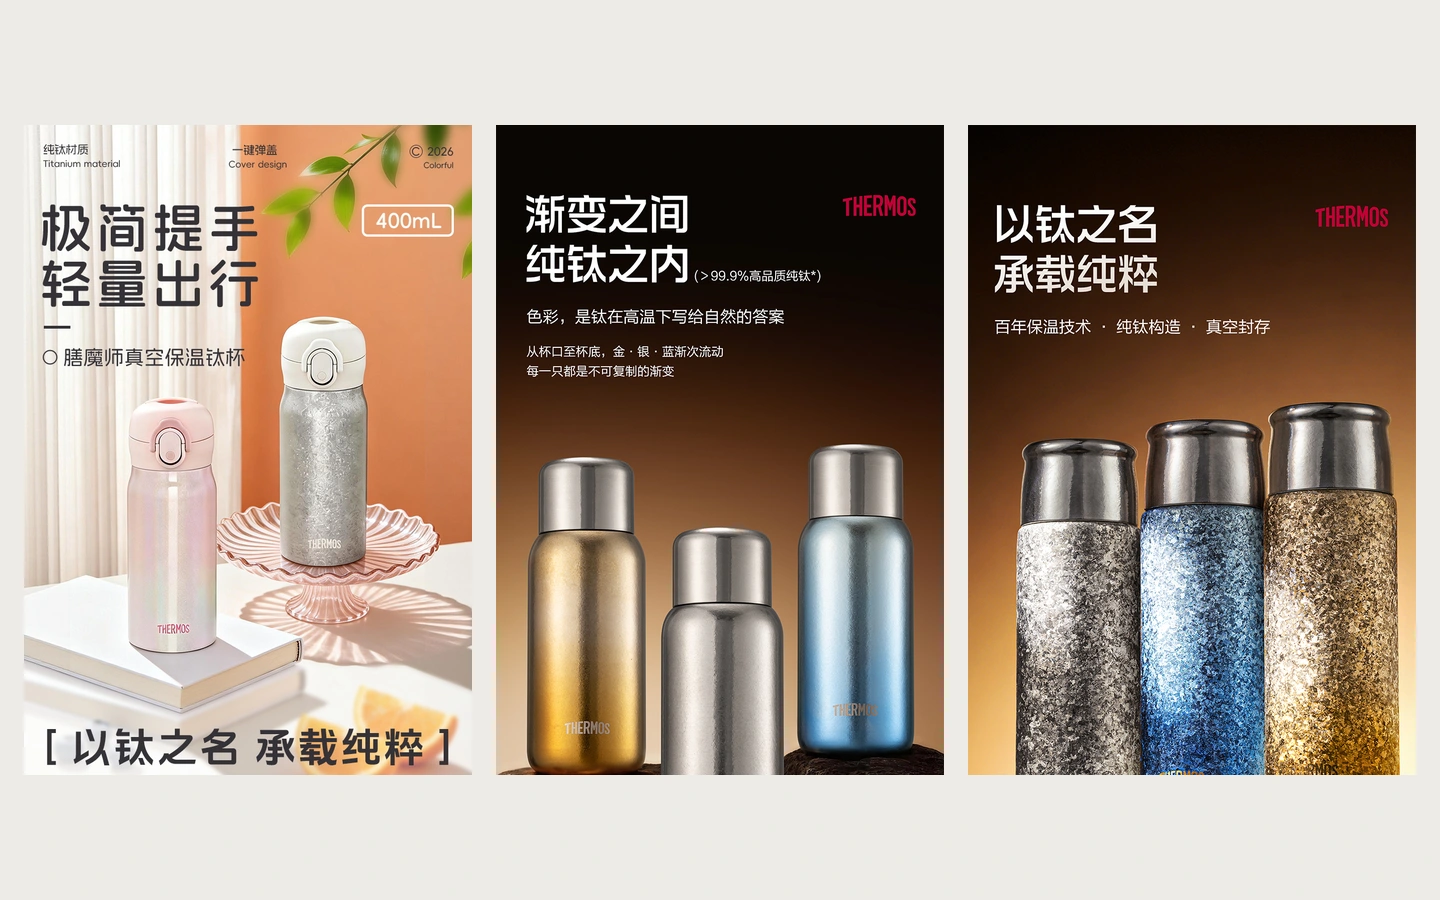 纯钛材质
Titanium material
一键弹盖
Cover design
© 2026
Colorful
极简提手
轻量出行
400mL
膳魔师真空保温钛杯
THERMOS
THERMOS
[ 以钛之名 承载纯粹 ]
渐变之间
纯钛之内 (>99.9%高品质纯钛*)
THERMOS
色彩，是钛在高温下写给自然的答案
从杯口至杯底，金 · 银 · 蓝渐次流动
每一只都是不可复制的渐变
THERMOS
THERMOS
以钛之名
承载纯粹
THERMOS
百年保温技术 · 纯钛构造 · 真空封存